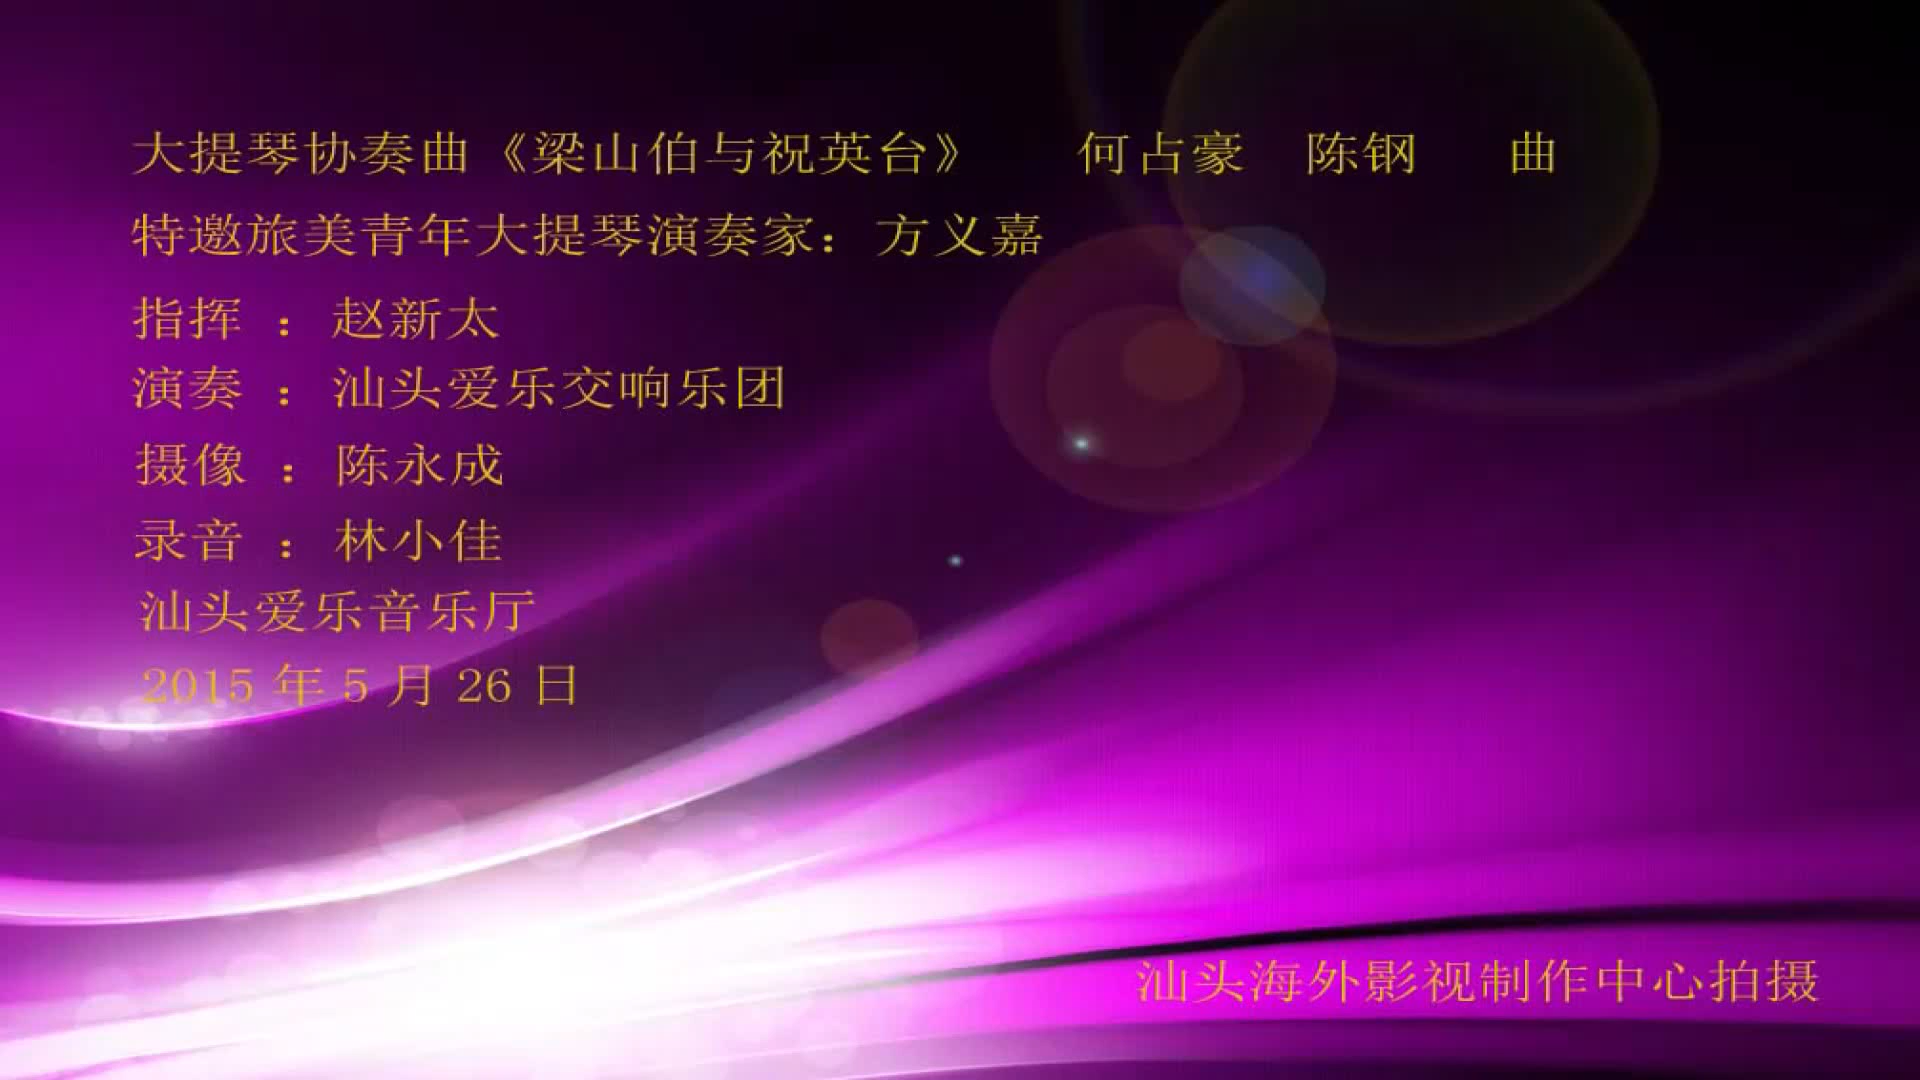 大提琴协奏曲《梁山伯与祝英台》 何占豪 陈钢 曲
特邀旅美青年大提琴演奏家：方义嘉
指挥 ：赵新太
演奏 ：汕头爱乐交响乐团
摄像 ：陈永成
录音 ：林小佳
汕头爱乐音乐厅
2015 年 5 月 26 日
汕头海外影视制作中心拍摄